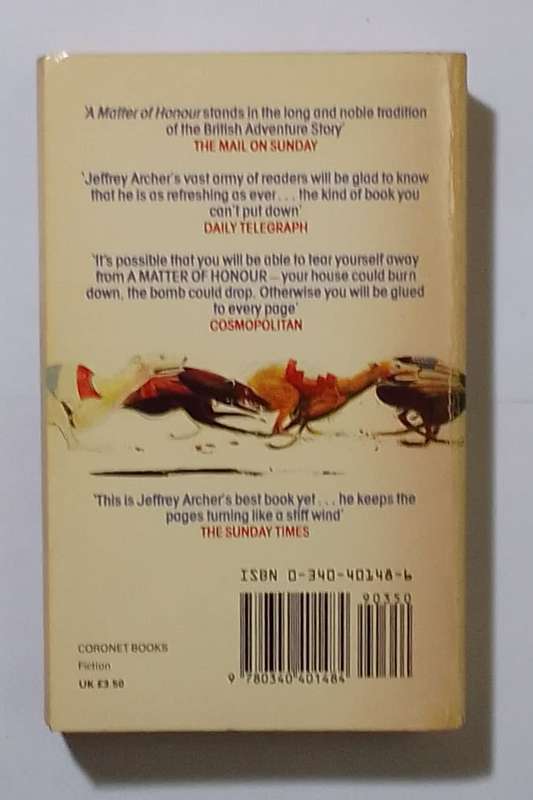 'A Matter of Honour stands in the long and noble tradition
of the British Adventure Story'
THE MAIL ON SUNDAY
'Jeffrey Archer's vast army of readers will be glad to know
that he is as refreshing as ever . . . the kind of book you
can't put down'
DAILY TELEGRAPH
'It's possible that you will be able to tear yourself away
from A MATTER OF HONOUR – your house could burn
down, the bomb could drop. Otherwise you will be glued
to every page'
COSMOPOLITAN
'This is Jeffrey Archer's best book yet . . . he keeps the
pages turning like a stiff wind'
THE SUNDAY TIMES
ISBN 0-340-40148-6
90350
9 780340 401484
CORONET BOOKS
Fiction
UK £3.50